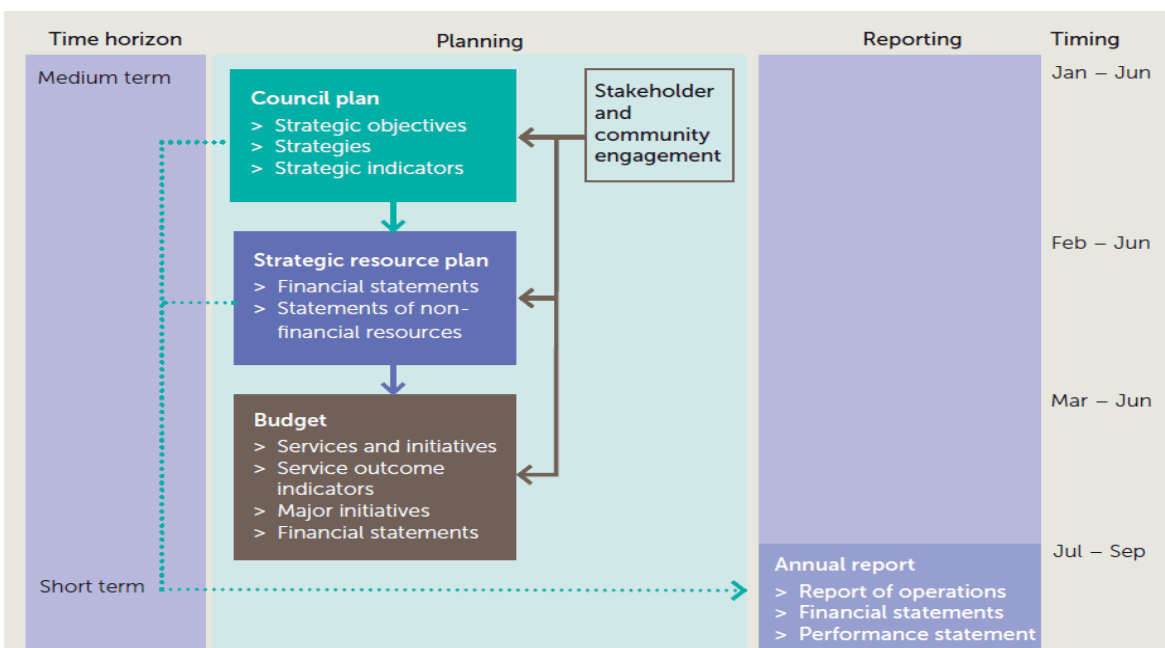 Time horizon
Planning
Reporting
Timing
Medium term
Jan – Jun
Council plan
> Strategic objectives
> Strategies
> Strategic indicators
Stakeholder
and
community
engagement
Feb – Jun
Strategic resource plan
> Financial statements
> Statements of non-
financial resources
Mar – Jun
Budget
> Services and initiatives
> Service outcome
indicators
> Major initiatives
> Financial statements
Jul – Sep
Short term
Annual report
> Report of operations
> Financial statements
> Performance statement